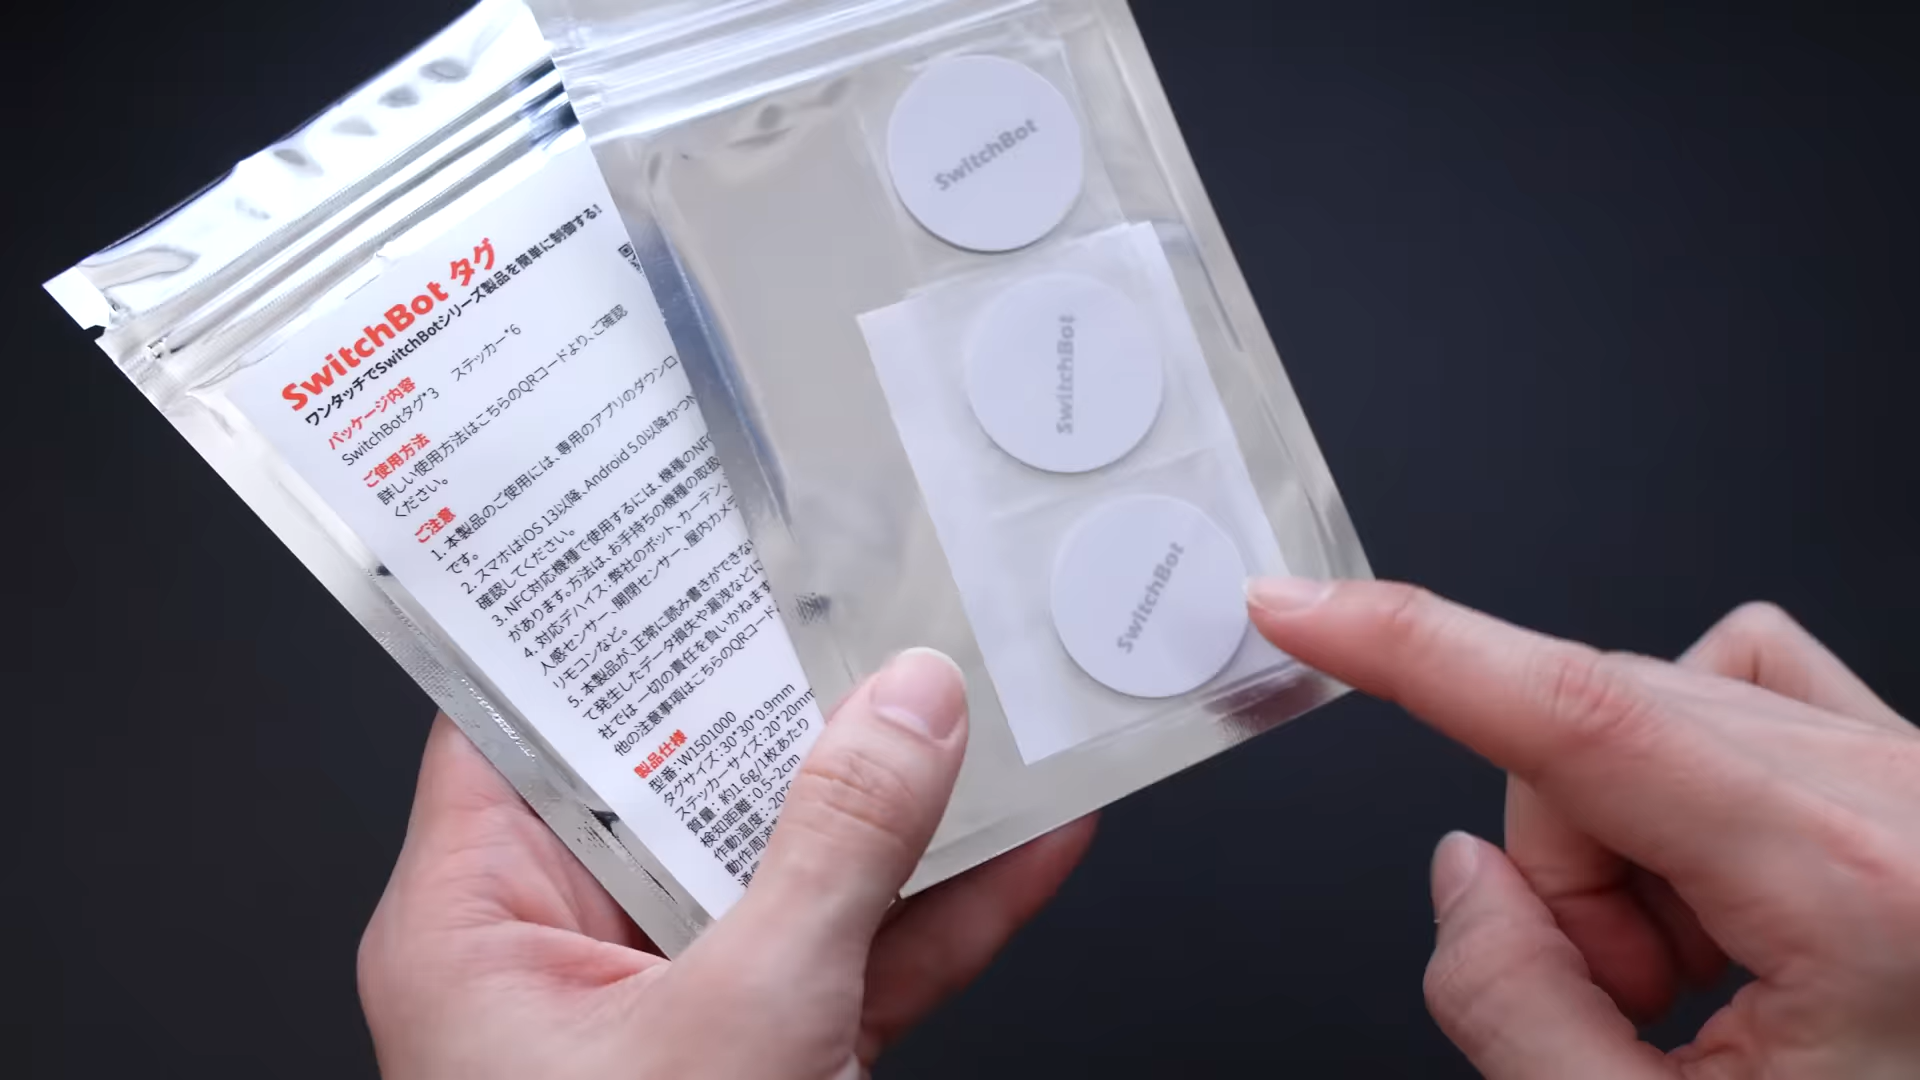 SwitchBot タグ
ワンタッチでSwitchBotシリーズ製品を簡単に制御する!
パッケージ内容
SwitchBotタグ*3 ステッカー*6
ご使用方法
詳しい使用方法はこちらのQRコードより、ご確認
ください。
ご注意
1. 本製品のご使用には、専用のアプリのダウンロ
です。
2. スマホはiOS 13以降、Android 5.0以降かつN
確認してください。
3. NFC対応機種で使用するには、機種のNFC
があります。方法は、お手持ちの機種の取扱
4. 対応デバイス：弊社のボット、カーテン、
人感センサー、開閉センサー、屋内カメラ
リモコンなど。
5. 本製品が、正常に読み書きができな
て発生したデータ損失や漏洩などに
社では一切の責任を負いかねます
他の注意事項はこちらのQRコード
製品仕様
型番：W1501000
タグサイズ：30*30*0.9mm
ステッカーサイズ：20*20mm
質量：約1.6g/1枚あたり
検知距離：0.5~2cm
作動温度：-20°C
動作周波
SwitchBot
SwitchBot
SwitchBot